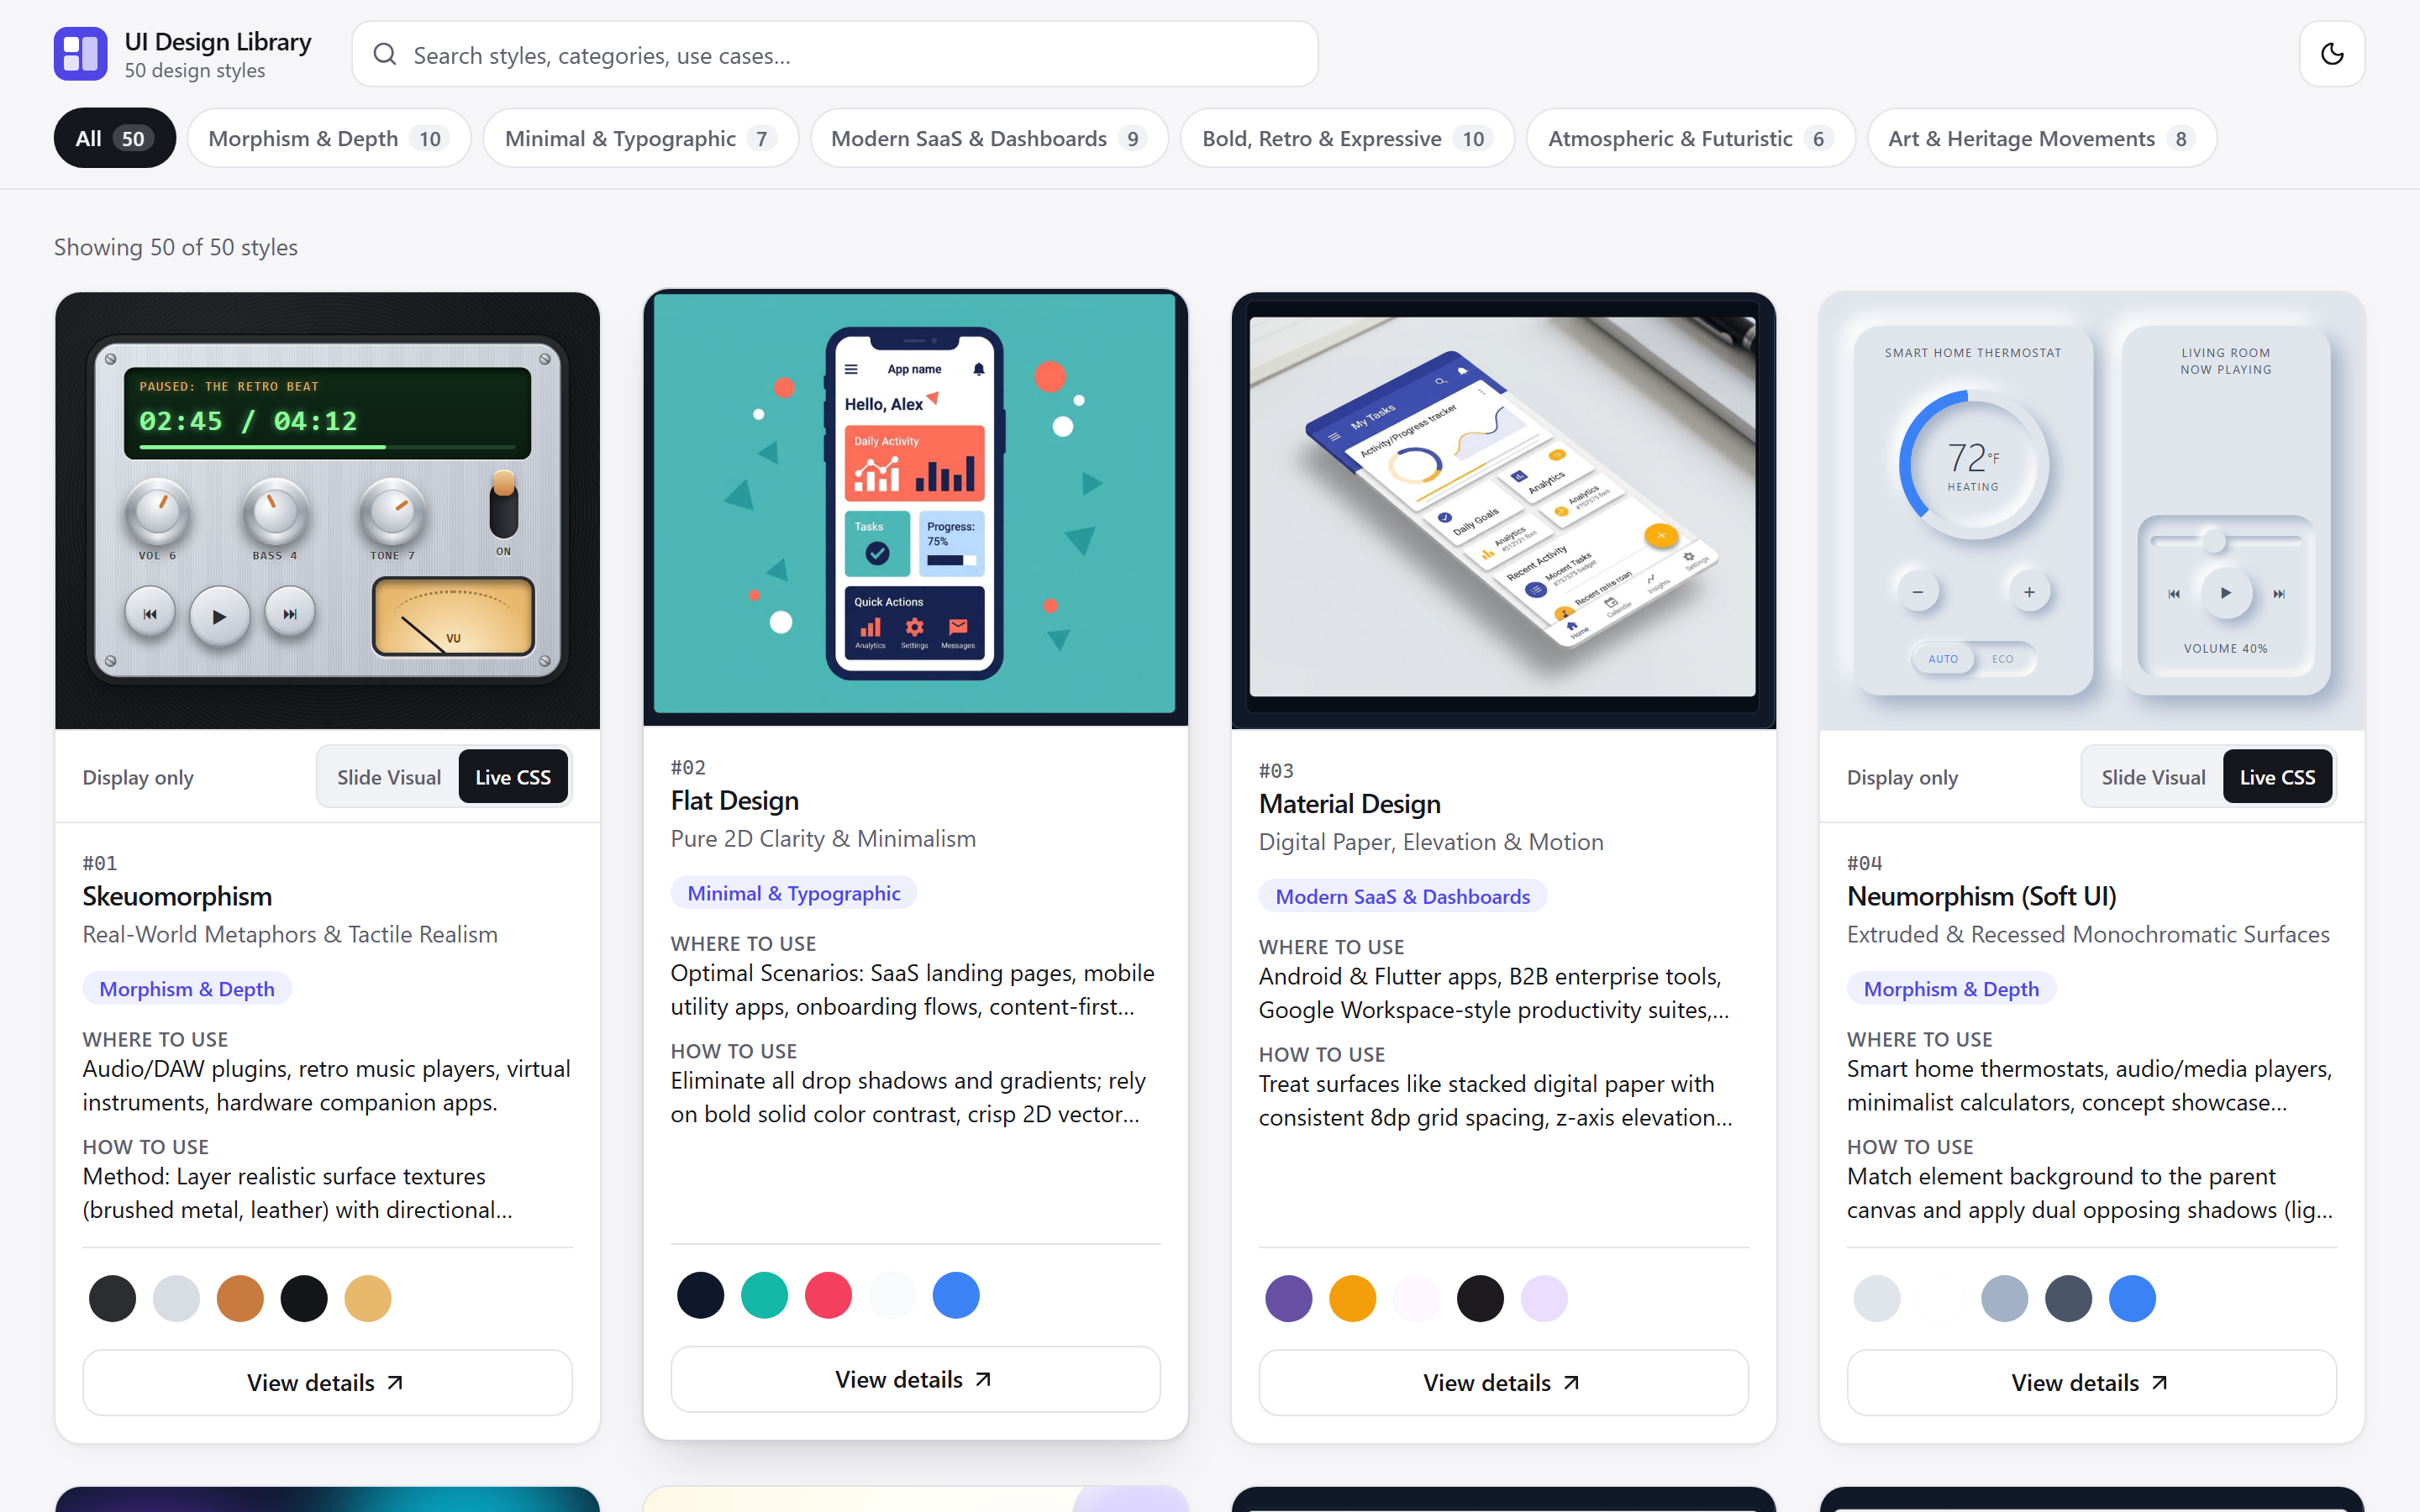 UI Design Library
50 design styles
Search styles, categories, use cases...
All 50
Morphism & Depth 10
Minimal & Typographic 7
Modern SaaS & Dashboards 9
Bold, Retro & Expressive 10
Atmospheric & Futuristic 6
Art & Heritage Movements 8
Showing 50 of 50 styles
PAUSED: THE RETRO BEAT
02:45 / 04:12
VOL 6
BASS 4
TONE 7
ON
VU
Display only
Slide Visual
Live CSS
#01
Skeuomorphism
Real-World Metaphors & Tactile Realism
Morphism & Depth
WHERE TO USE
Audio/DAW plugins, retro music players, virtual
instruments, hardware companion apps.
HOW TO USE
Method: Layer realistic surface textures
(brushed metal, leather) with directional...
View details
App name
Hello, Alex
Daily Activity
Tasks
Progress:
75%
Quick Actions
Analytics
Settings
Messages
#02
Flat Design
Pure 2D Clarity & Minimalism
Minimal & Typographic
WHERE TO USE
Optimal Scenarios: SaaS landing pages, mobile
utility apps, onboarding flows, content-first...
HOW TO USE
Eliminate all drop shadows and gradients; rely
on bold solid color contrast, crisp 2D vector...
View details
My Tasks
Activity/Progress tracker
Analytics
Daily Goals
Analytics
Analytics
Recent Activity
Mocent Tasks
Home
Calendar
Insights
Settings
#03
Material Design
Digital Paper, Elevation & Motion
Modern SaaS & Dashboards
WHERE TO USE
Android & Flutter apps, B2B enterprise tools,
Google Workspace-style productivity suites,...
HOW TO USE
Treat surfaces like stacked digital paper with
consistent 8dp grid spacing, z-axis elevation...
View details
SMART HOME THERMOSTAT
72°F
HEATING
AUTO
ECO
LIVING ROOM
NOW PLAYING
VOLUME 40%
Display only
Slide Visual
Live CSS
#04
Neumorphism (Soft UI)
Extruded & Recessed Monochromatic Surfaces
Morphism & Depth
WHERE TO USE
Smart home thermostats, audio/media players,
minimalist calculators, concept showcase...
HOW TO USE
Match element background to the parent
canvas and apply dual opposing shadows (lig...
View details